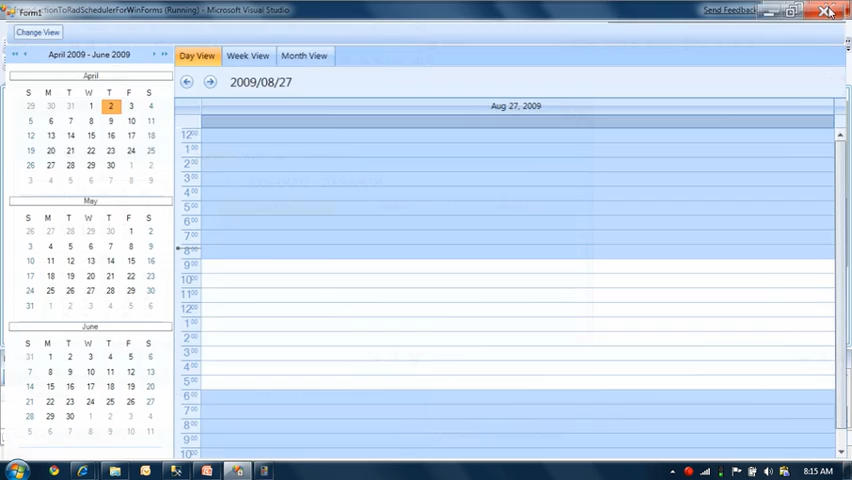 Form1
ionToRadSchedulerForWinForms (Running) - Microsoft Visual Studio
Send Feedback
Change View
April 2009 - June 2009
Day View Week View Month View
2009/08/27
Aug 27, 2009
April
S M T W T F S
29 30 31 1 2 3 4
5 6 7 8 9 10 11
12 13 14 15 16 17 18
19 20 21 22 23 24 25
26 27 28 29 30 1 2
3 4 5 6 7 8 9
May
S M T W T F S
26 27 28 29 30 1 2
3 4 5 6 7 8 9
10 11 12 13 14 15 16
17 18 19 20 21 22 23
24 25 26 27 28 29 30
31 1 2 3 4 5 6
June
S M T W T F S
31 1 2 3 4 5 6
7 8 9 10 11 12 13
14 15 16 17 18 19 20
21 22 23 24 25 26 27
28 29 30 1 2 3 4
5 6 7 8 9 10 11
12 00
1 00
2 00
3 00
4 00
5 00
6 00
7 00
8 00
9 00
10 00
11 00
12 00
1 00
2 00
3 00
4 00
5 00
6 00
7 00
8 00
9 00
10 00
8:15 AM